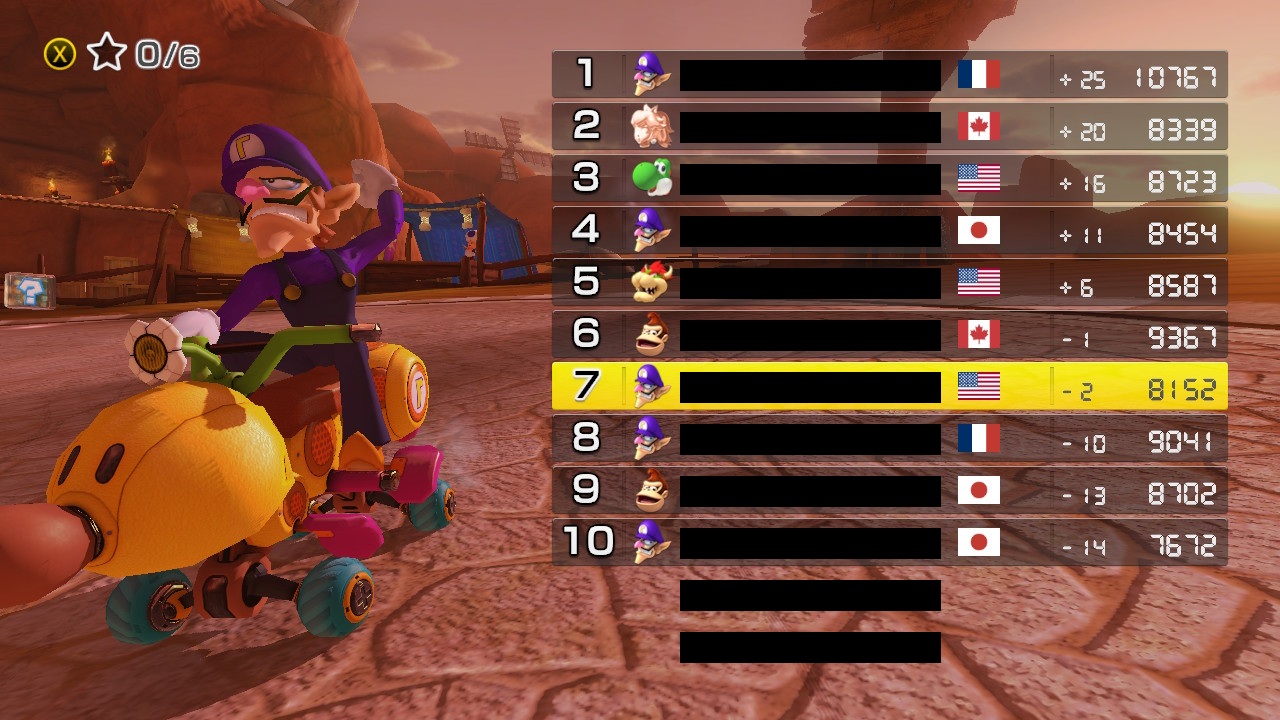 X 0/6
1 + 25 10767
2 + 20 8339
3 + 16 8723
4 + 11 8454
5 + 6 8587
6 - 1 9367
7 - 2 8152
8 - 10 9041
9 - 13 8702
10 - 14 7672